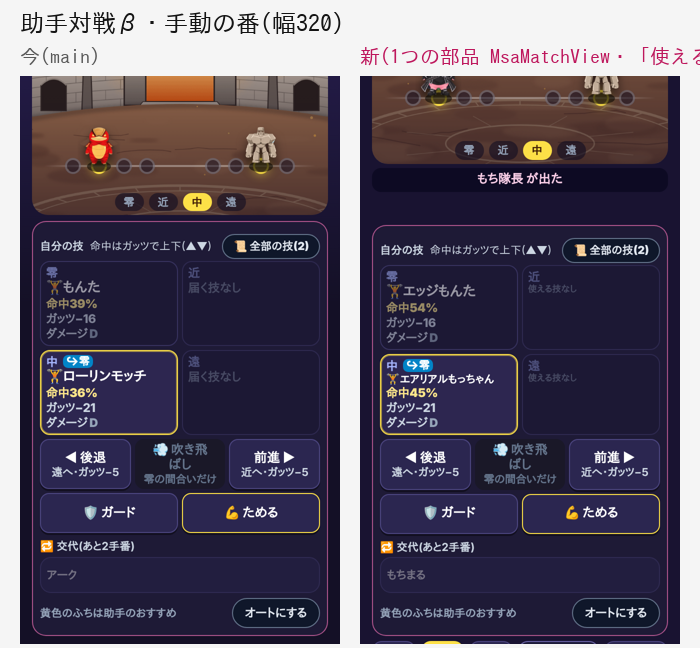 助手対戦β・手動の番(幅320)
今(main)
零 近 中 遠
自分の技 命中はガッツで上下(▲▼) 📜全部の技(2)
零
🏋もんた
命中39%
ガッツ−16
ダメージD
近
届く技なし
中 ↪零
🏋ローリンモッチ
命中36%
ガッツ−21
ダメージD
遠
届く技なし
◀後退
遠へ・ガッツ−5
💨吹き飛
ばし
零の間合いだけ
前進▶
近へ・ガッツ−5
🛡ガード
💪ためる
🔁交代(あと2手番)
アーク
黄色のふちは助手のおすすめ オートにする
新(1つの部品 MsaMatchView・「使える
零 近 中 遠
もち隊長が出た
自分の技 命中はガッツで上下(▲▼) 📜全部の技(2)
零
🏋エッジもんた
命中54%
ガッツ−16
ダメージD
近
使える技なし
中 ↪零
🏋エアリアルもっちゃん
命中45%
ガッツ−21
ダメージD
遠
使える技なし
◀後退
遠へ・ガッツ−5
💨吹き飛
ばし
零の間合いだけ
前進▶
近へ・ガッツ−5
🛡ガード
💪ためる
🔁交代(あと2手番)
もちまる
黄色のふちは助手のおすすめ オートにする